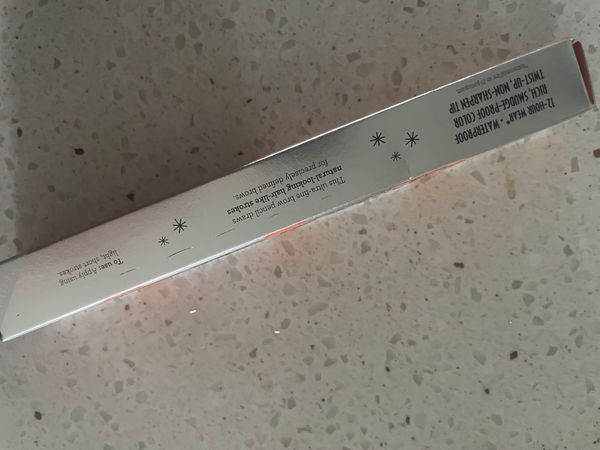 12-HOUR WEAR* • WATERPROOF
RICH, SMUDGE-PROOF COLOR
TWIST-UP, NON-SHARPEN TIP
This ultra-fine brow pencil draws
natural-looking hair-like strokes
for precisely defined brows.
To use: Apply using
light, short strokes.